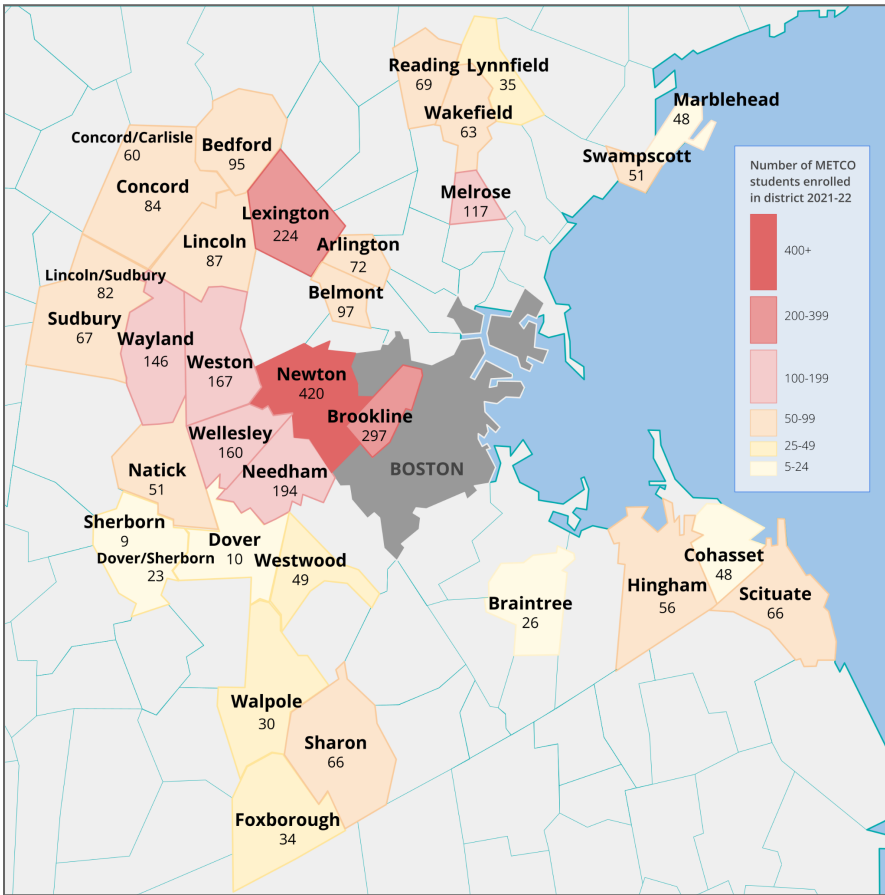 Reading
69
Lynnfield
35
Wakefield
63
Marblehead
48
Swampscott
51
Melrose
117
Concord/Carlisle
60
Concord
84
Bedford
95
Lexington
224
Lincoln
87
Arlington
72
Belmont
97
Lincoln/Sudbury
82
Sudbury
67
Wayland
146
Weston
167
Newton
420
Brookline
297
BOSTON
Wellesley
160
Needham
194
Natick
51
Sherborn
9
Dover/Sherborn
23
Dover
10
Westwood
49
Braintree
26
Hingham
56
Cohasset
48
Scituate
66
Walpole
30
Sharon
66
Foxborough
34
Number of METCO
students enrolled
in district 2021-22
400+
200-399
100-199
50-99
25-49
5-24